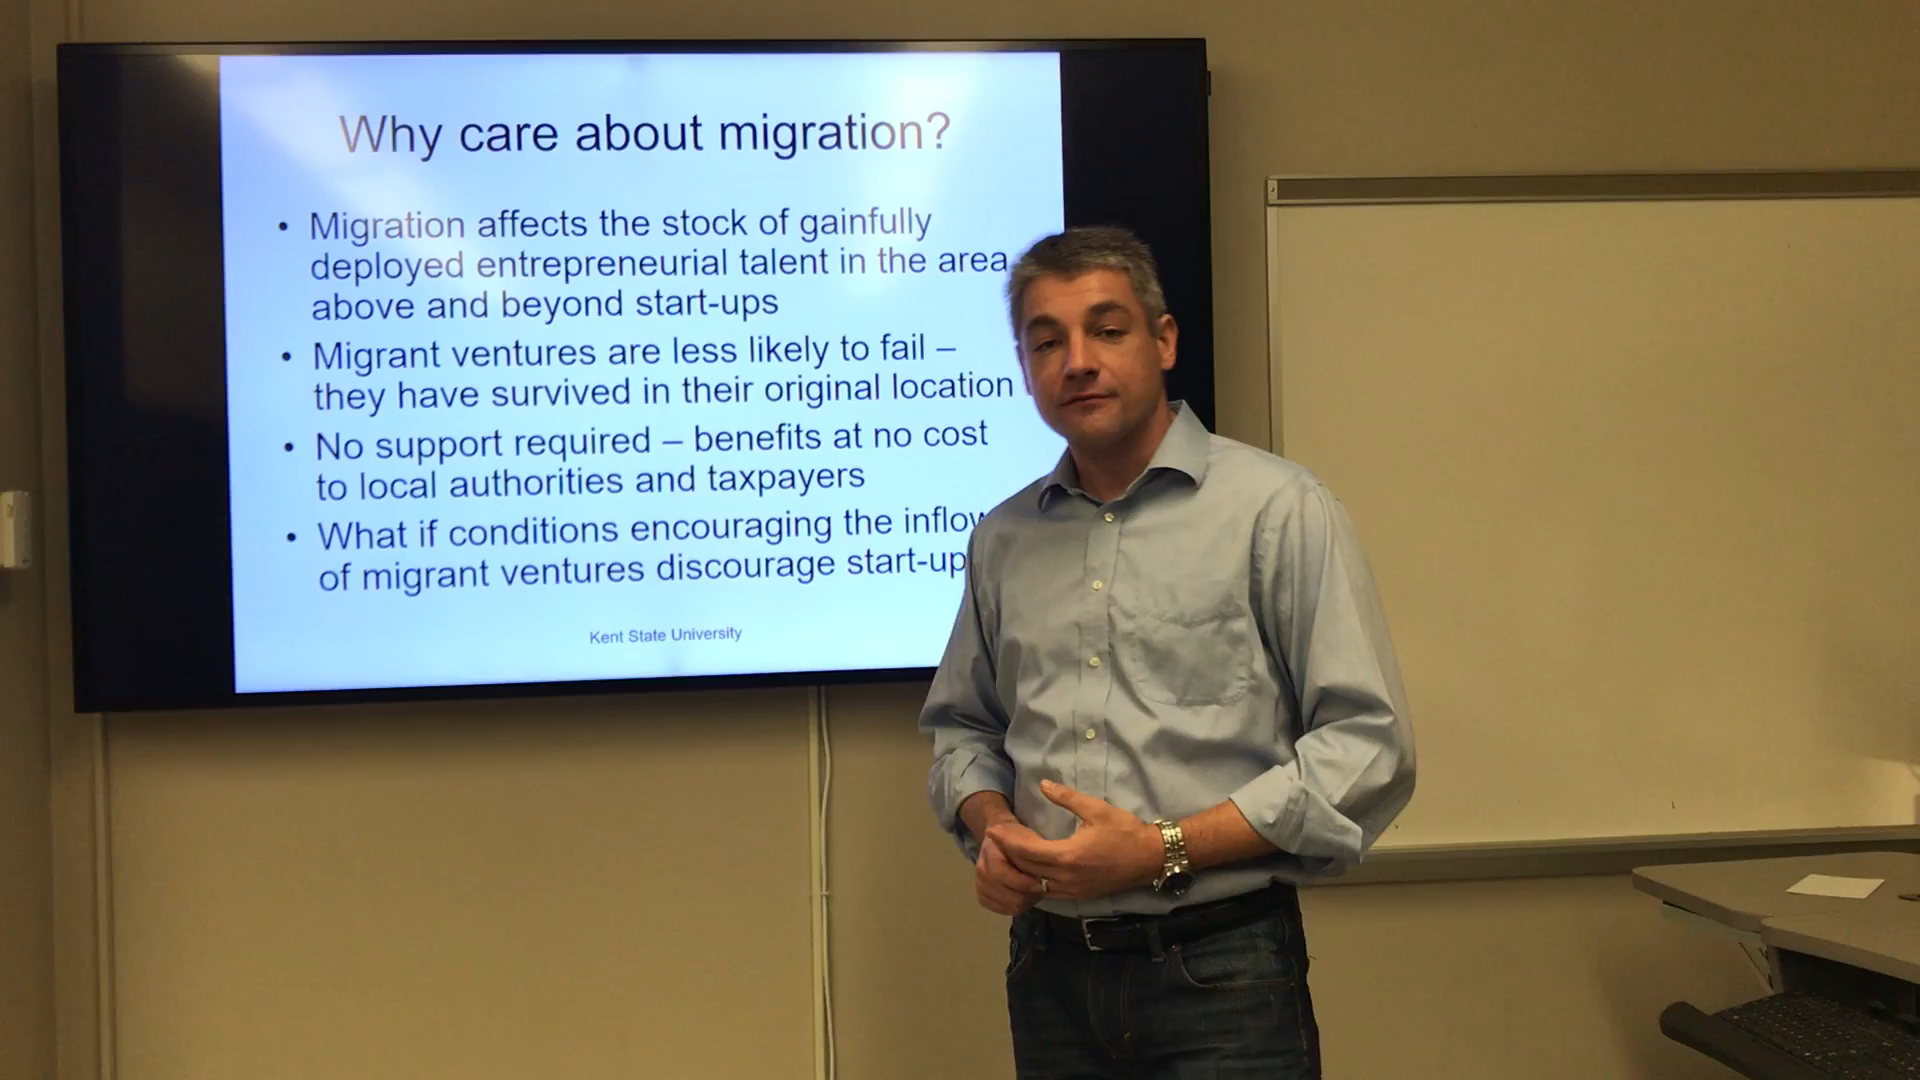 Why care about migration?
• Migration affects the stock of gainfully
deployed entrepreneurial talent in the area
above and beyond start-ups
• Migrant ventures are less likely to fail –
they have survived in their original location
• No support required – benefits at no cost
to local authorities and taxpayers
• What if conditions encouraging the inflow
of migrant ventures discourage start-up
Kent State University